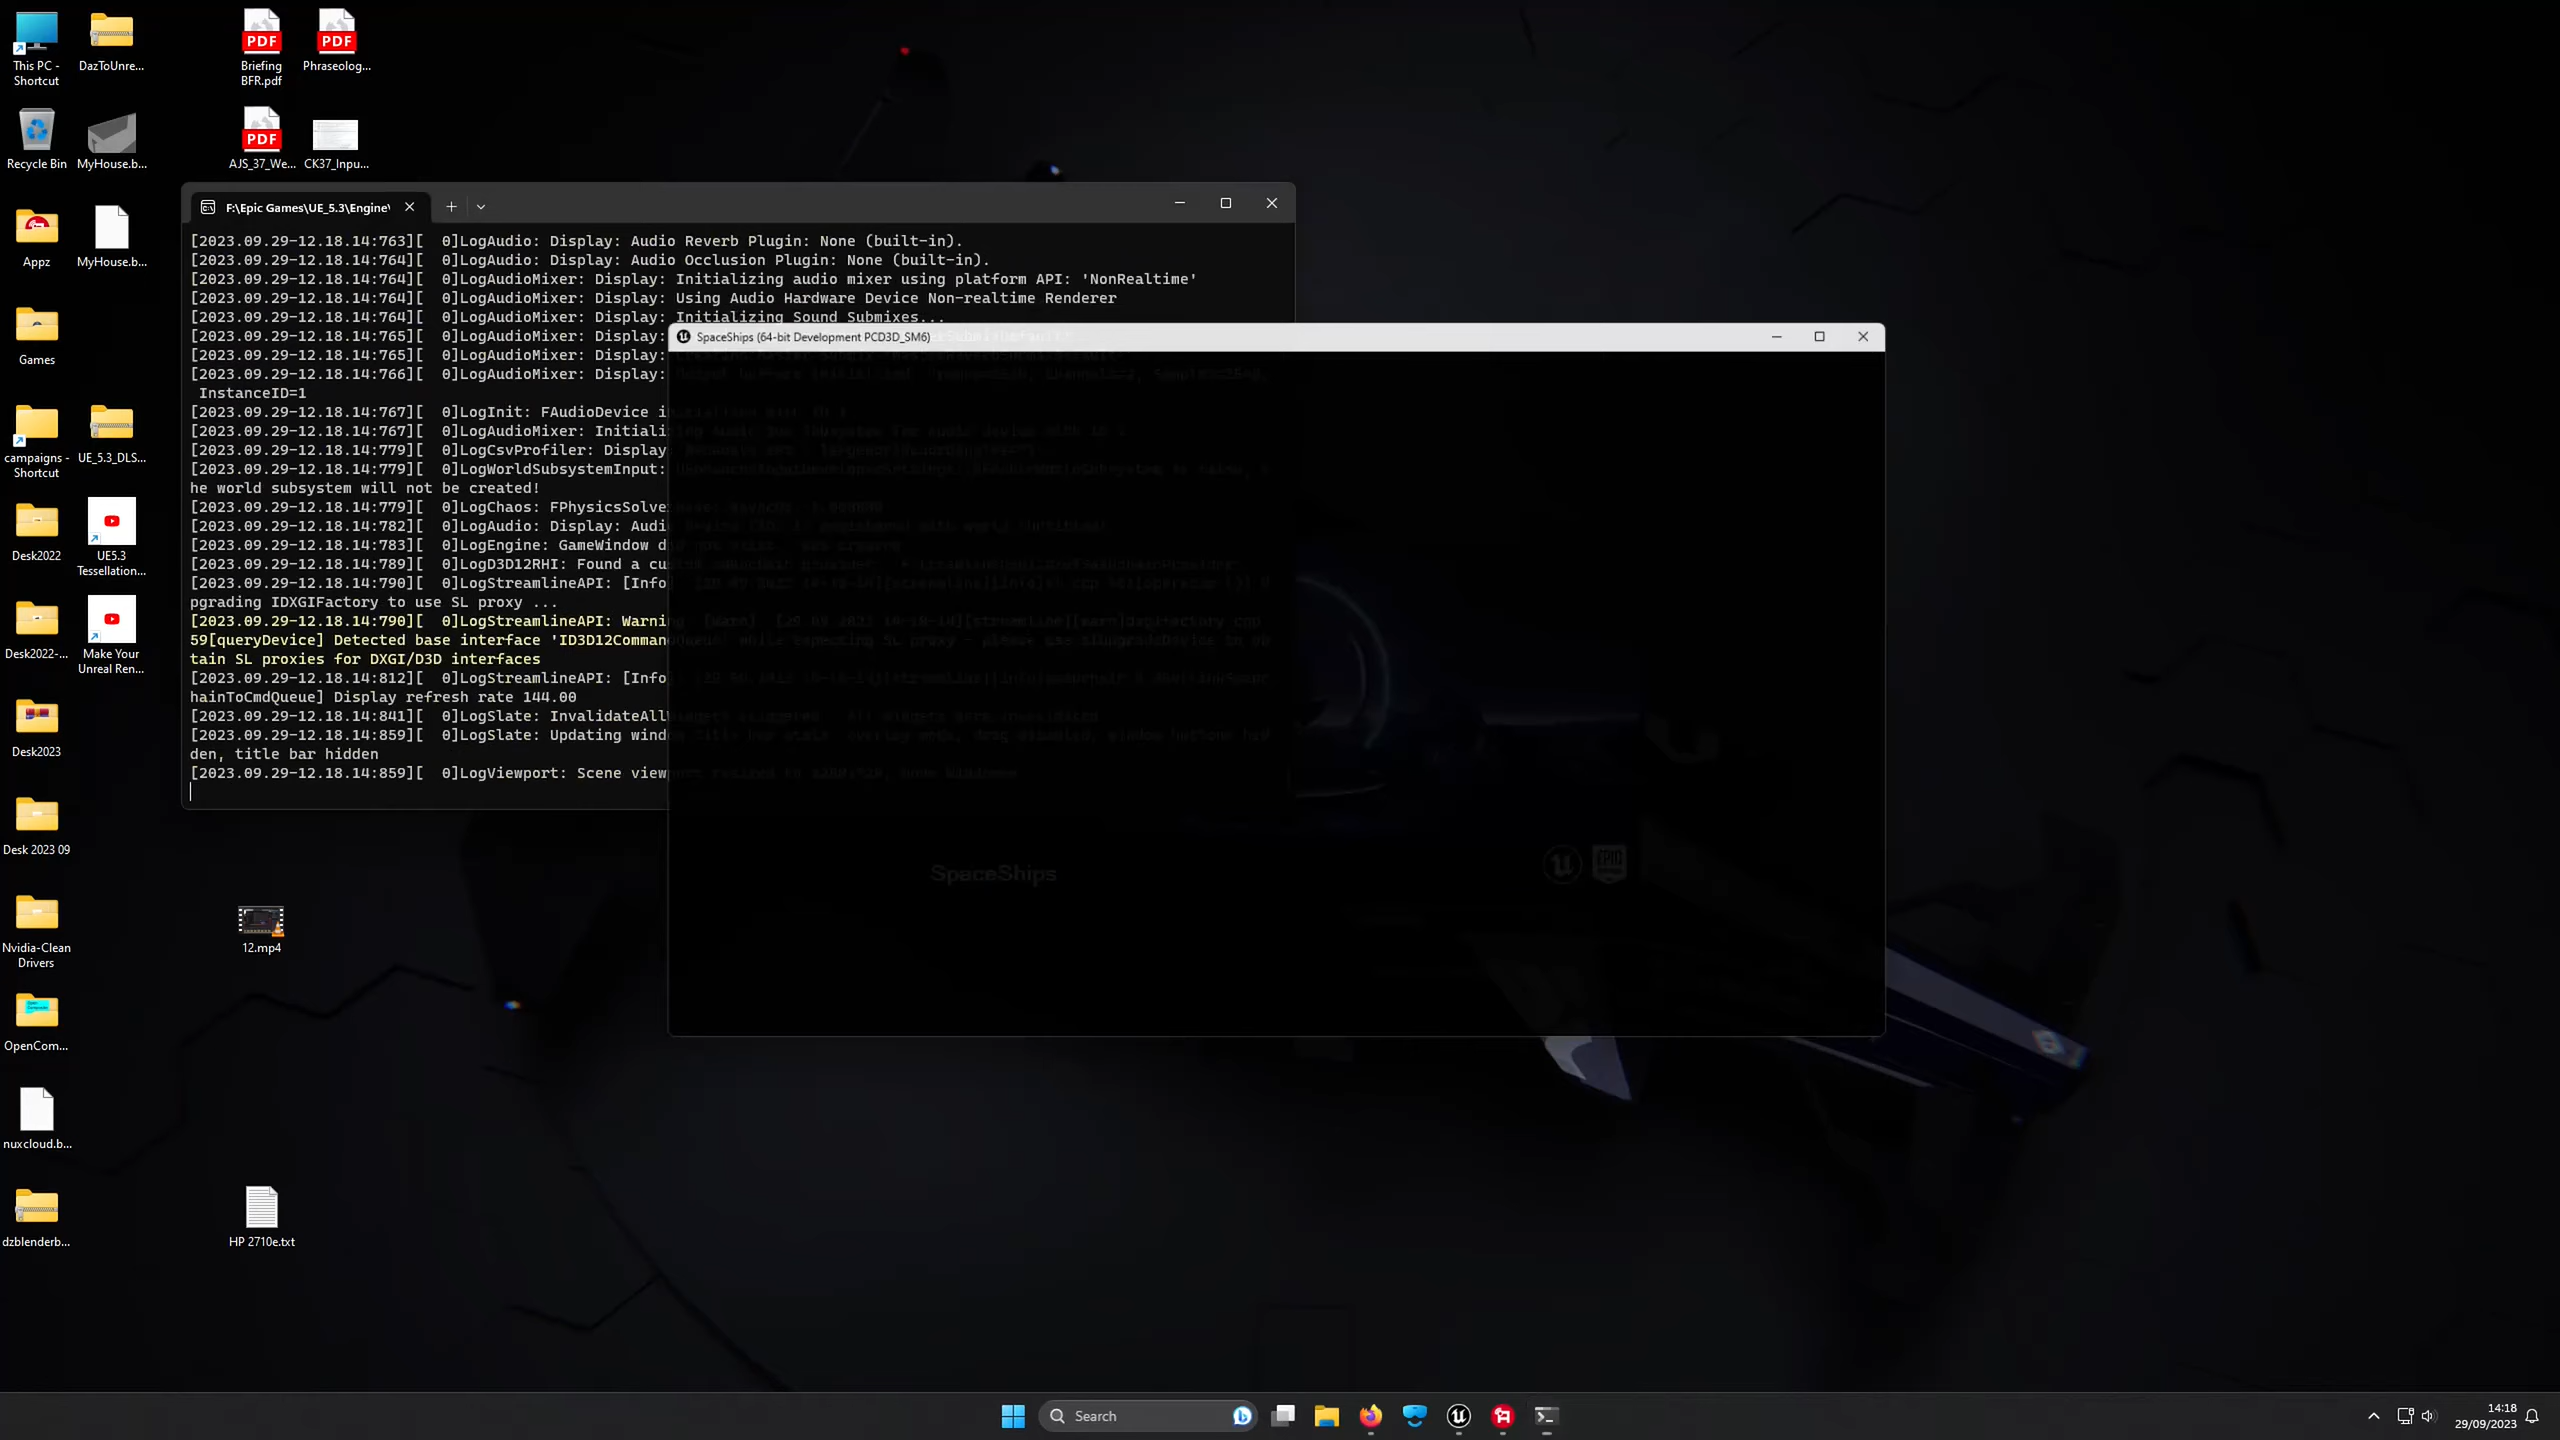 This PC -
Shortcut
DazToUnre...
Briefing
BFR.pdf
Phraseolog...
Recycle Bin
MyHouse.b...
AJS_37_We...
CK37_Inpu...
Appz
MyHouse.b...
Games
campaigns -
Shortcut
UE_5.3_DLS...
Desk2022
UE5.3
Tessellation...
Desk2022-...
Make Your
Unreal Ren...
Desk2023
Desk 2023 09
12.mp4
Nvidia-Clean
Drivers
OpenCom...
nuxcloud.b...
dzblenderb...
HP 2710e.txt
PDF
PDF
PDF
F:\Epic Games\UE_5.3\Engine\
[2023.09.29-12.18.14:763][  0]LogAudio: Display: Audio Reverb Plugin: None (built-in).
[2023.09.29-12.18.14:764][  0]LogAudio: Display: Audio Occlusion Plugin: None (built-in).
[2023.09.29-12.18.14:764][  0]LogAudioMixer: Display: Initializing audio mixer using platform API: 'NonRealtime'
[2023.09.29-12.18.14:764][  0]LogAudioMixer: Display: Using Audio Hardware Device Non-realtime Renderer
[2023.09.29-12.18.14:764][  0]LogAudioMixer: Display: Initializing Sound Submixes...
[2023.09.29-12.18.14:765][  0]LogAudioMixer: Display:
[2023.09.29-12.18.14:765][  0]LogAudioMixer: Display:
[2023.09.29-12.18.14:766][  0]LogAudioMixer: Display:
InstanceID=1
[2023.09.29-12.18.14:767][  0]LogInit: FAudioDevice i
[2023.09.29-12.18.14:767][  0]LogAudioMixer: Initiali
[2023.09.29-12.18.14:779][  0]LogCsvProfiler: Display
[2023.09.29-12.18.14:779][  0]LogWorldSubsystemInput:
he world subsystem will not be created!
[2023.09.29-12.18.14:779][  0]LogChaos: FPhysicsSolve
[2023.09.29-12.18.14:782][  0]LogAudio: Display: Audi
[2023.09.29-12.18.14:783][  0]LogEngine: GameWindow d
[2023.09.29-12.18.14:789][  0]LogD3D12RHI: Found a cu
[2023.09.29-12.18.14:790][  0]LogStreamlineAPI: [Info]
pgrading IDXGIFactory to use SL proxy ...
[2023.09.29-12.18.14:790][  0]LogStreamlineAPI: Warni
59[queryDevice] Detected base interface 'ID3D12Comman
tain SL proxies for DXGI/D3D interfaces
[2023.09.29-12.18.14:812][  0]LogStreamlineAPI: [Info
hainToCmdQueue] Display refresh rate 144.00
[2023.09.29-12.18.14:841][  0]LogSlate: InvalidateAll
[2023.09.29-12.18.14:859][  0]LogSlate: Updating wind
den, title bar hidden
[2023.09.29-12.18.14:859][  0]LogViewport: Scene view
SpaceShips (64-bit Development PCD3D_SM6)
SpaceShips
EPIC
Search
14:18
29/09/2023